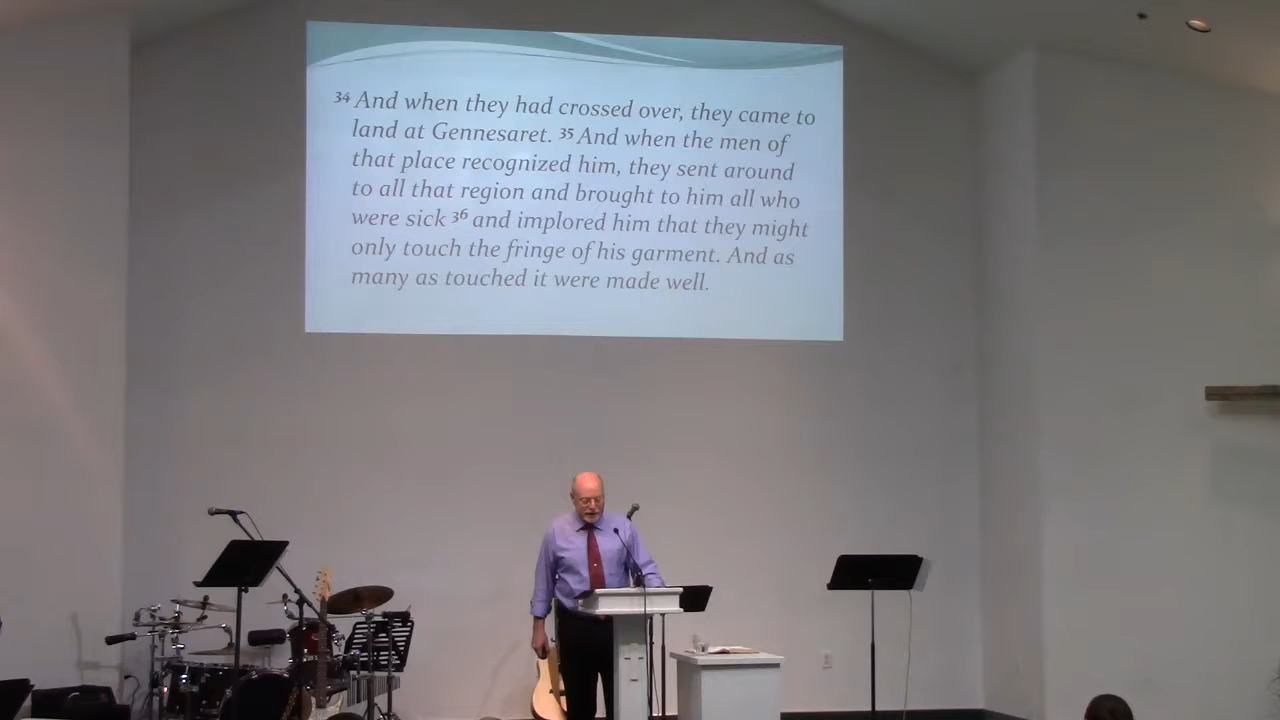 34 And when they had crossed over, they came to
land at Gennesaret. 35 And when the men of
that place recognized him, they sent around
to all that region and brought to him all who
were sick 36 and implored him that they might
only touch the fringe of his garment. And as
many as touched it were made well.